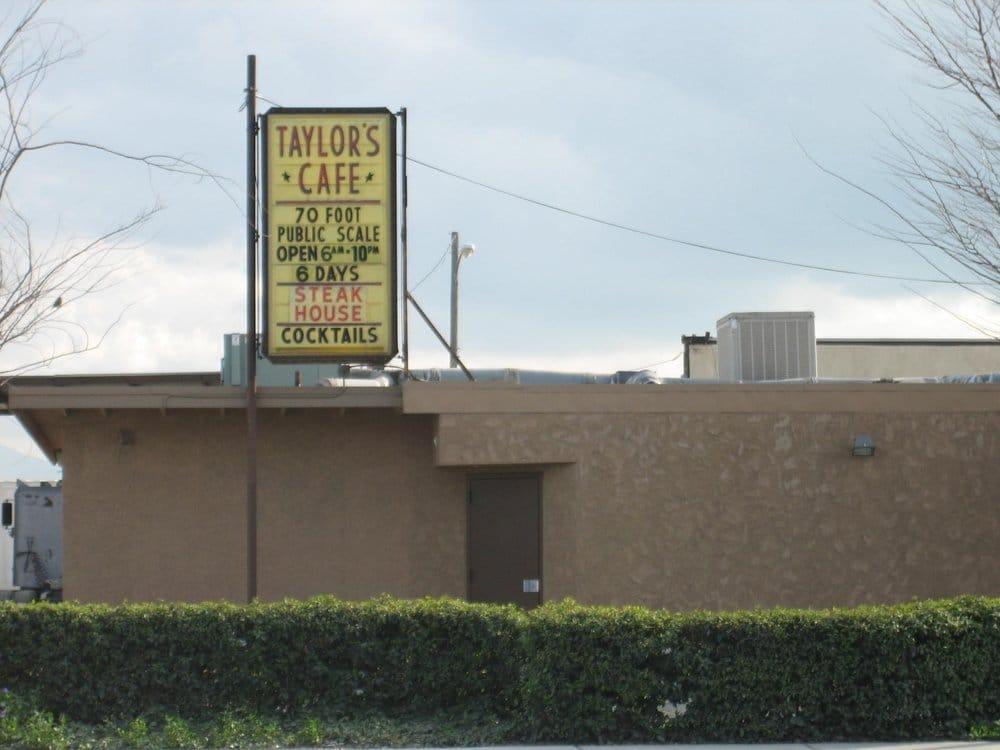 TAYLOR'S
★ CAFE ★
70 FOOT
PUBLIC SCALE
OPEN 6AM-10PM
6 DAYS
STEAK
HOUSE
COCKTAILS